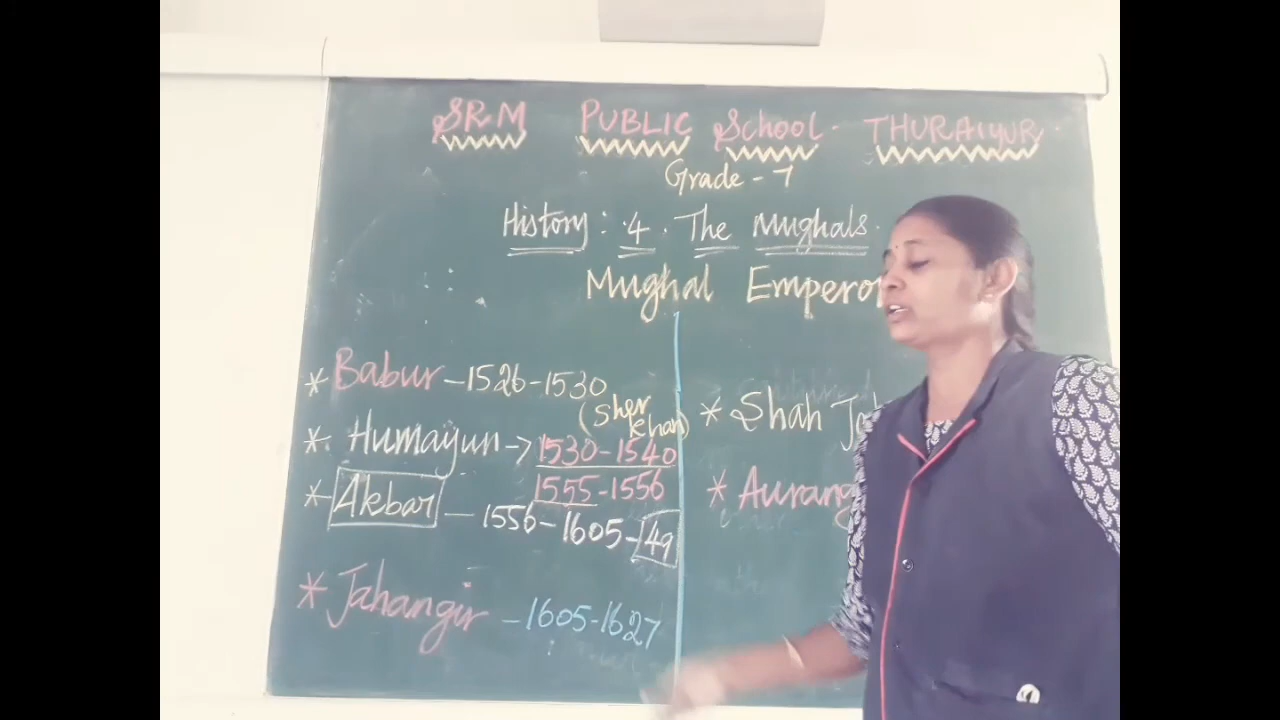 SRM PUBLIC School. THURAIYUR.
Grade - 7
History : 4. The Mughals.
Mughal Empero
* Babur - 1526-1530
(Sher khan)
* Humayun -> 1530-1540
1555-1556
* Akbar - 1556-1605-49
* Jahangir - 1605-1627
* Shah Ja
* Aurang